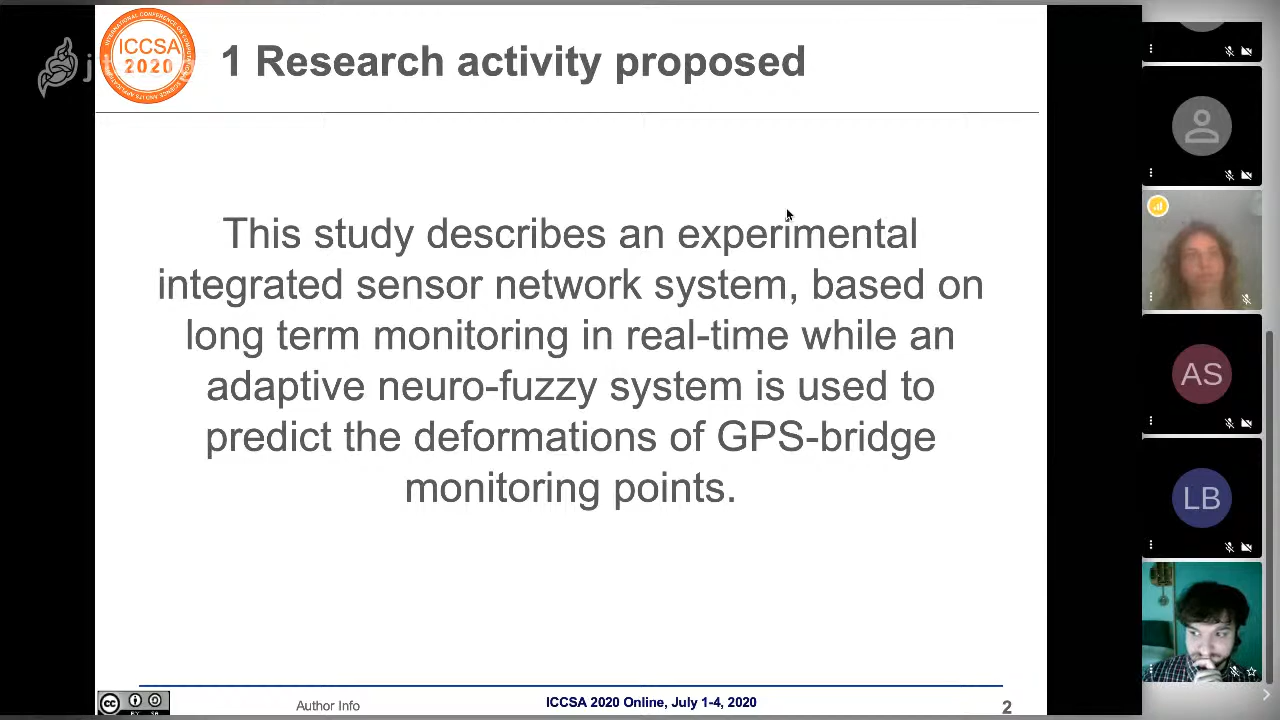 ICCSA
2020
1 Research activity proposed
This study describes an experimental
integrated sensor network system, based on
long term monitoring in real-time while an
adaptive neuro-fuzzy system is used to
predict the deformations of GPS-bridge
monitoring points.
AS
LB
Author Info
ICCSA 2020 Online, July 1-4, 2020
2